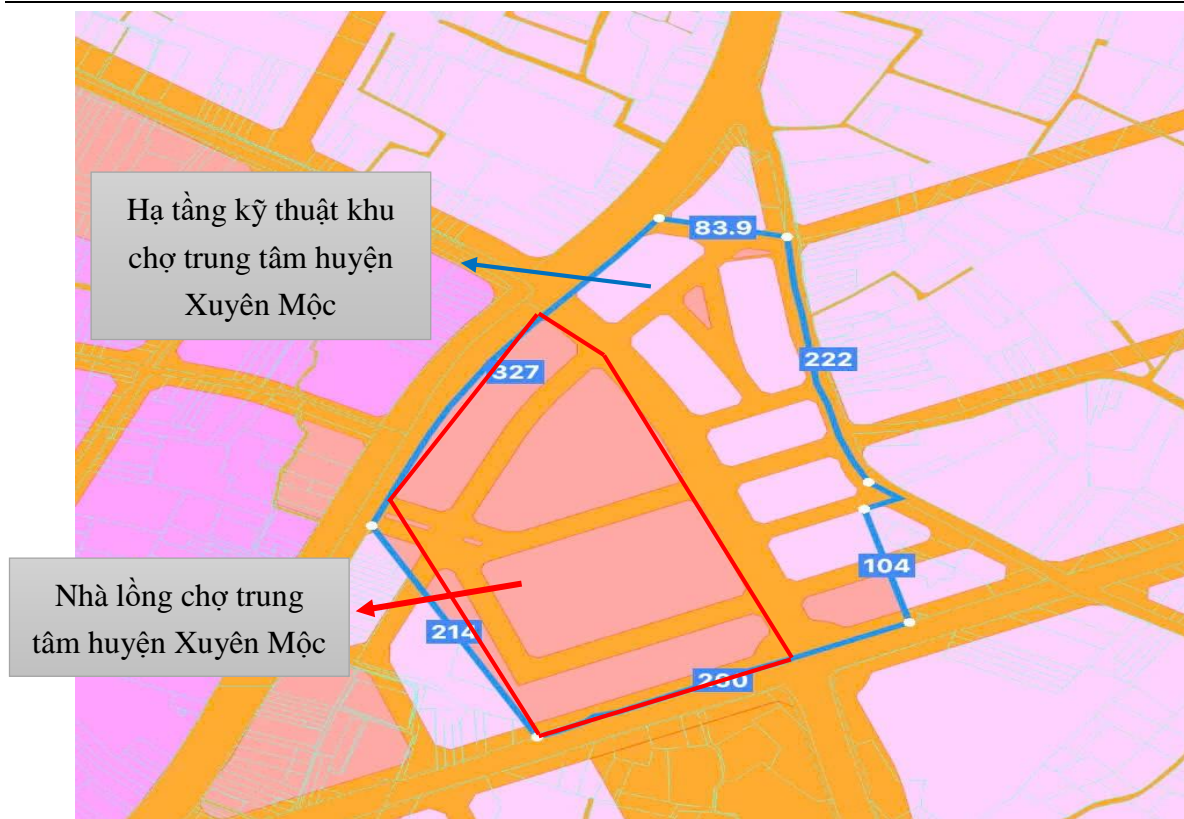 Hạ tầng kỹ thuật khu
chợ trung tâm huyện
Xuyên Mộc
83.9
327
222
104
Nhà lồng chợ trung
tâm huyện Xuyên Mộc
214